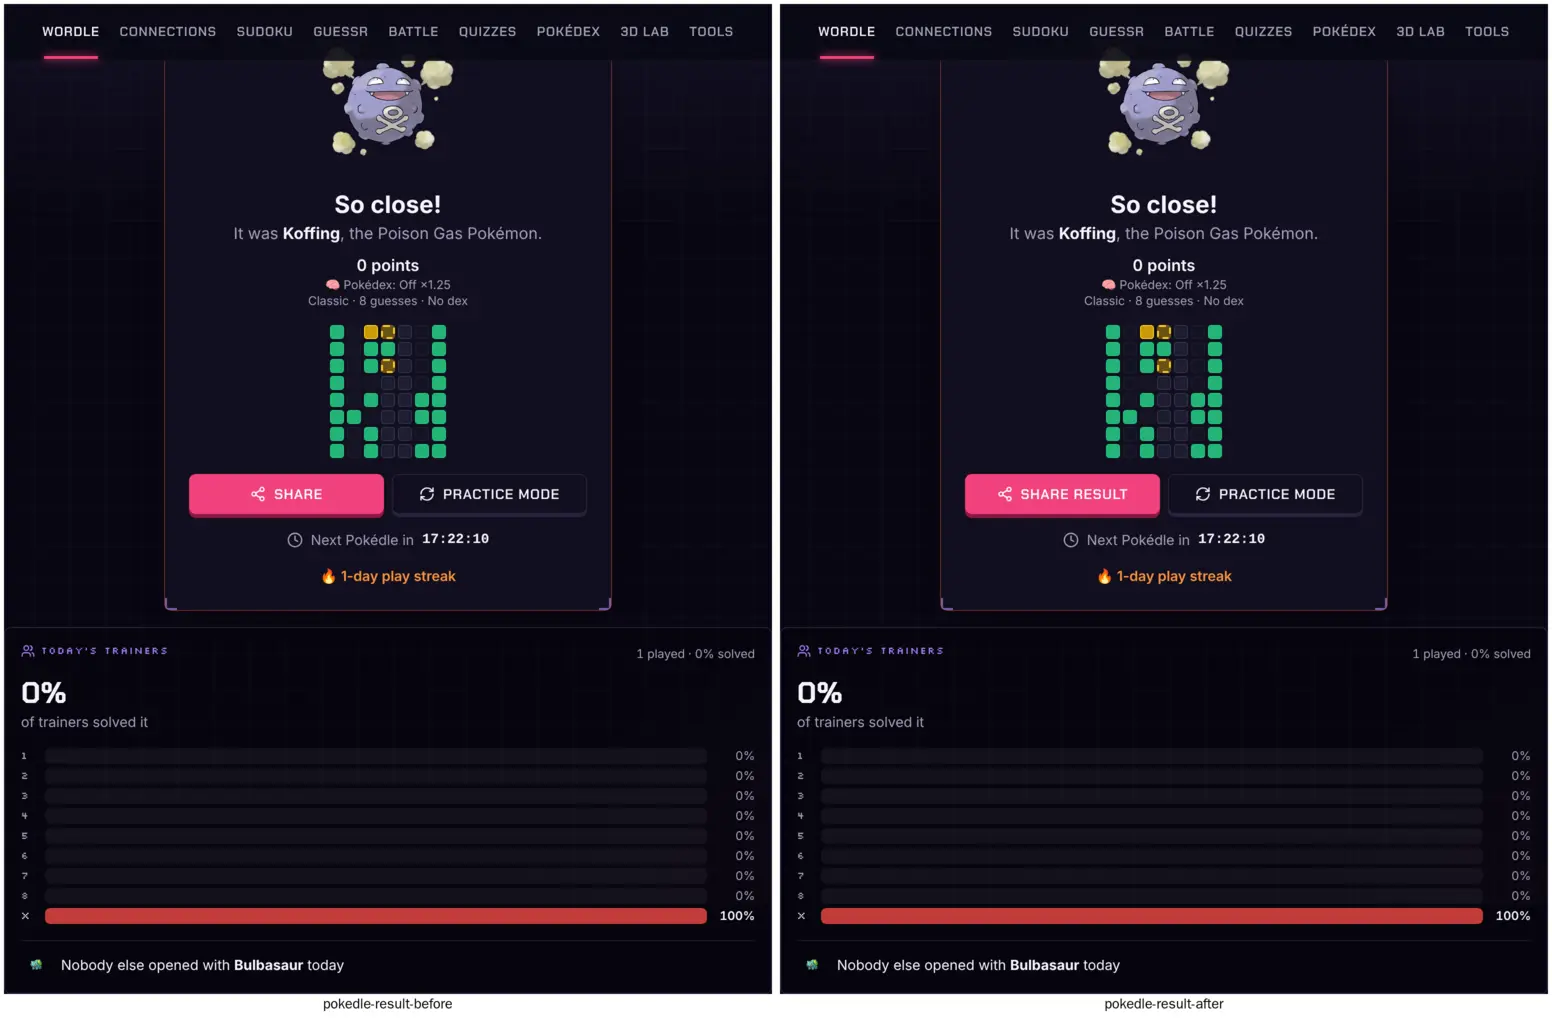 WORDLE CONNECTIONS SUDOKU GUESSR BATTLE QUIZZES POKÉDEX 3D LAB TOOLS
So close!
It was Koffing, the Poison Gas Pokémon.
0 points
🧠 Pokédex: Off ×1.25
Classic · 8 guesses · No dex
SHARE PRACTICE MODE
Next Pokédle in 17:22:10
🔥 1-day play streak
TODAY'S TRAINERS 1 played · 0% solved
0%
of trainers solved it
1 0%
2 0%
3 0%
4 0%
5 0%
6 0%
7 0%
8 0%
X 100%
Nobody else opened with Bulbasaur today
pokedle-result-before
WORDLE CONNECTIONS SUDOKU GUESSR BATTLE QUIZZES POKÉDEX 3D LAB TOOLS
So close!
It was Koffing, the Poison Gas Pokémon.
0 points
🧠 Pokédex: Off ×1.25
Classic · 8 guesses · No dex
SHARE RESULT PRACTICE MODE
Next Pokédle in 17:22:10
🔥 1-day play streak
TODAY'S TRAINERS 1 played · 0% solved
0%
of trainers solved it
1 0%
2 0%
3 0%
4 0%
5 0%
6 0%
7 0%
8 0%
X 100%
Nobody else opened with Bulbasaur today
pokedle-result-after